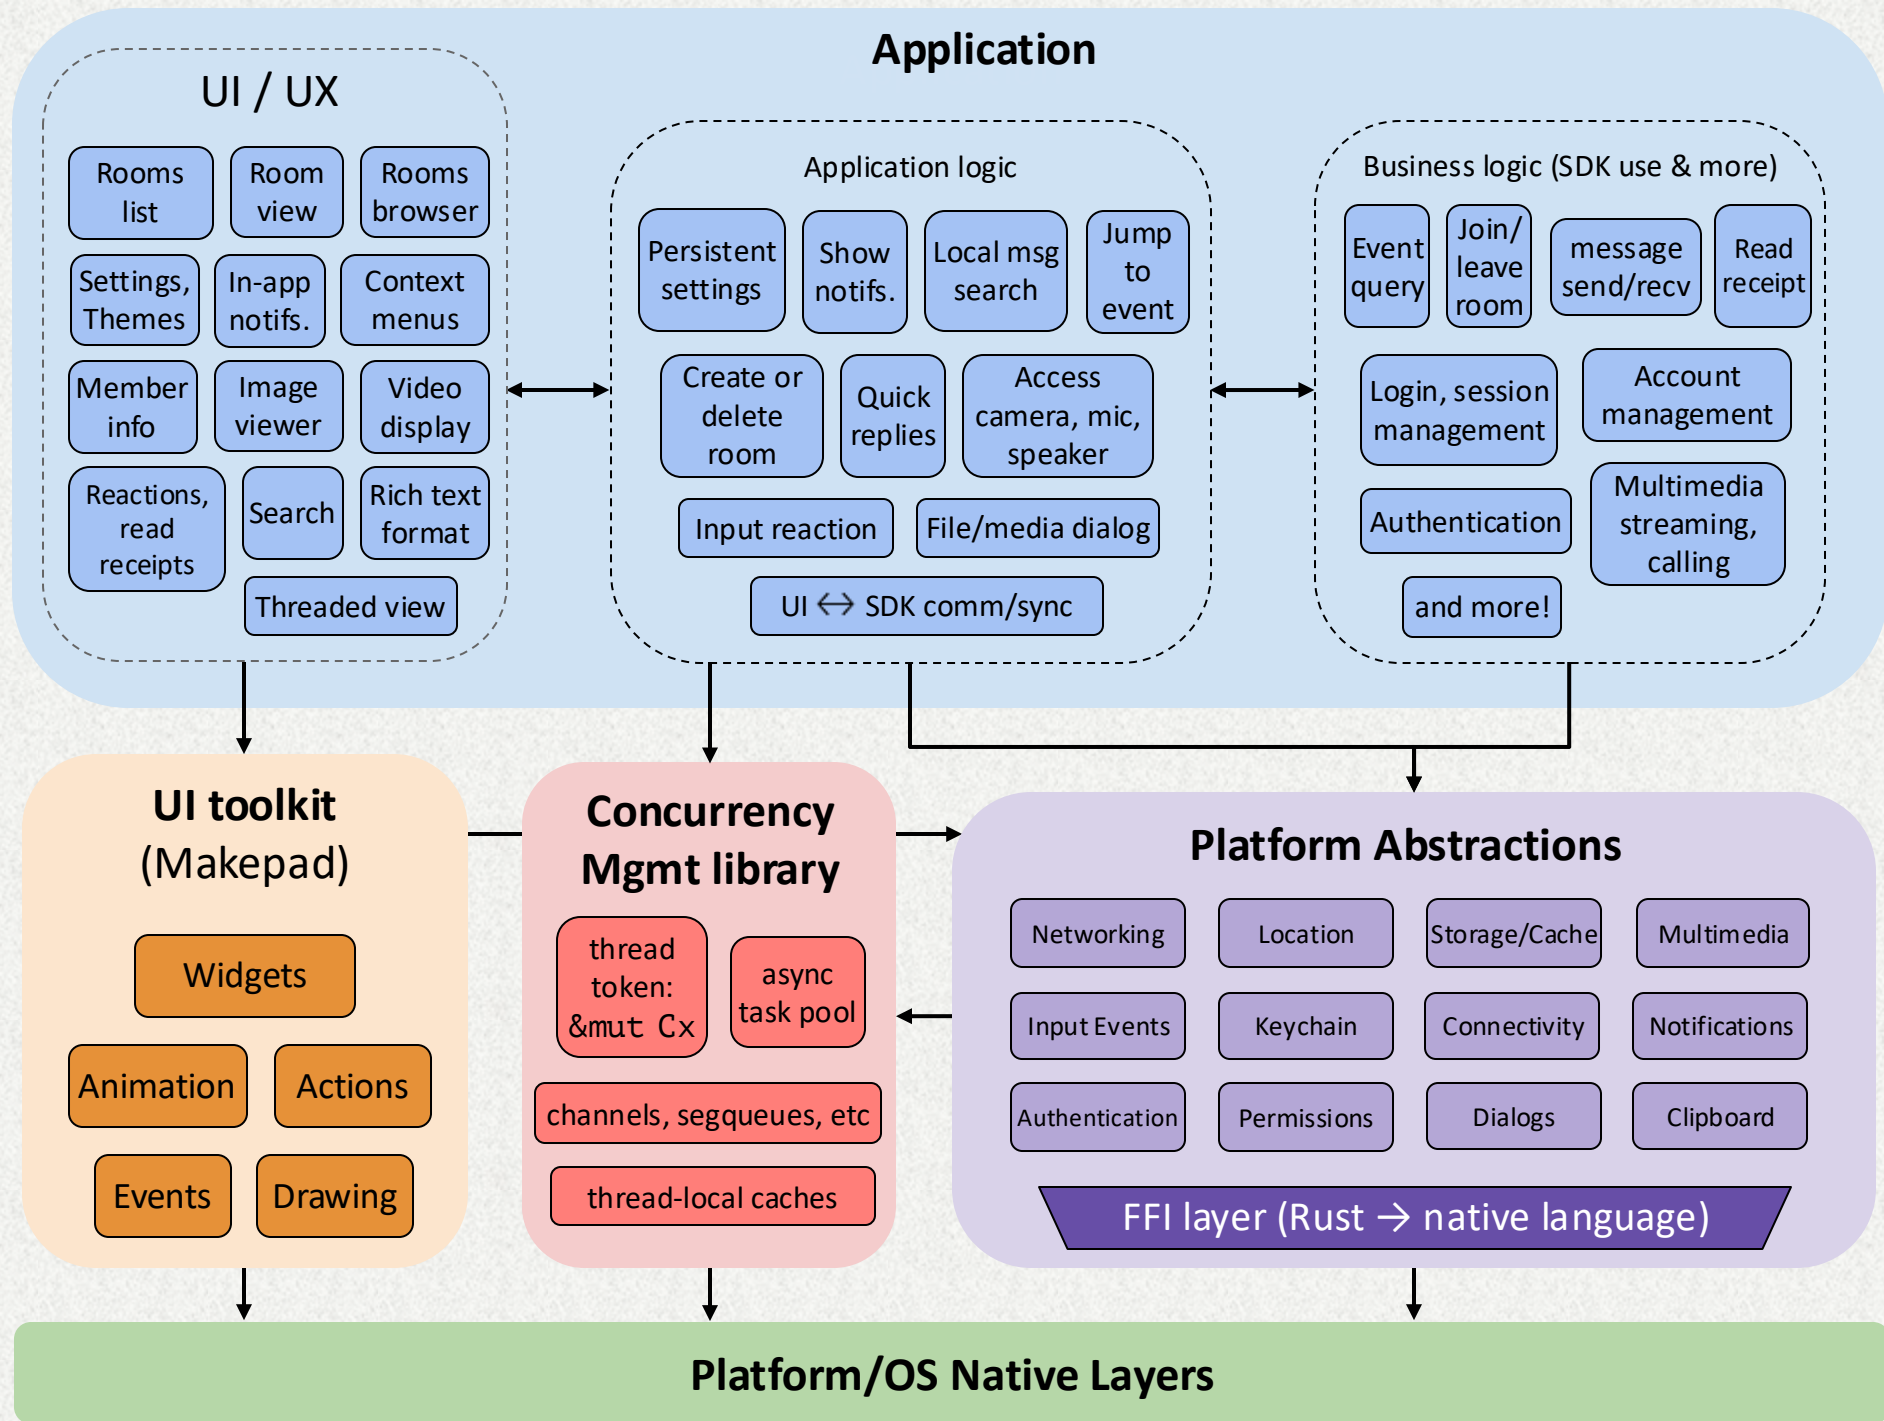 Application
UI / UX
Rooms
list
Room
view
Rooms
browser
Settings,
Themes
In-app
notifs.
Context
menus
Member
info
Image
viewer
Video
display
Reactions,
read
receipts
Search
Rich text
format
Threaded view
Application logic
Persistent
settings
Show
notifs.
Local msg
search
Jump
to
event
Create or
delete
room
Quick
replies
Access
camera, mic,
speaker
Input reaction
File/media dialog
UI ↔ SDK comm/sync
Business logic (SDK use & more)
Event
query
Join/
leave
room
message
send/recv
Read
receipt
Login, session
management
Account
management
Authentication
Multimedia
streaming,
calling
and more!
UI toolkit
(Makepad)
Widgets
Animation
Actions
Events
Drawing
Concurrency
Mgmt library
thread
token:
&mut Cx
async
task pool
channels, segqueues, etc
thread-local caches
Platform Abstractions
Networking
Location
Storage/Cache
Multimedia
Input Events
Keychain
Connectivity
Notifications
Authentication
Permissions
Dialogs
Clipboard
FFI layer (Rust → native language)
Platform/OS Native Layers